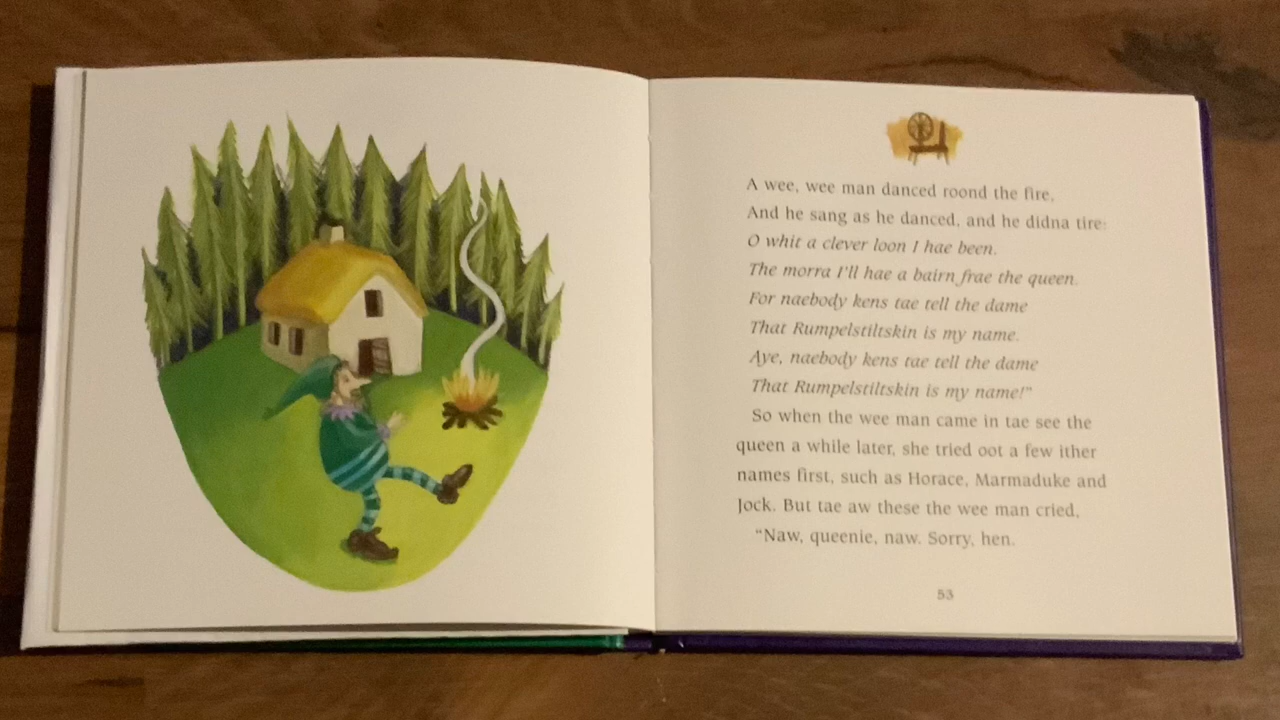 A wee, wee man danced roond the fire,
And he sang as he danced, and he didna tire:
O whit a clever loon I hae been.
The morra I'll hae a bairn frae the queen.
For naebody kens tae tell the dame
That Rumpelstiltskin is my name.
Aye, naebody kens tae tell the dame
That Rumpelstiltskin is my name!"
So when the wee man came in tae see the
queen a while later, she tried oot a few ither
names first, such as Horace, Marmaduke and
Jock. But tae aw these the wee man cried,
"Naw, queenie, naw. Sorry, hen.
53